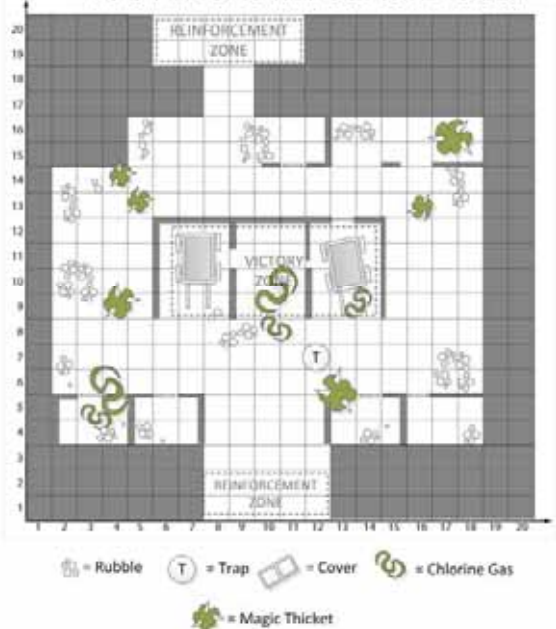 20
REINFORCEMENT
19
ZONE
18
17
16
15
14
13
12
11
VICTORY
10
ZONE
9
8
7
T
6
5
4
3
2
REINFORCEMENT
1
ZONE
1 2 3 4 5 6 7 8 9 10 11 12 13 14 15 16 17 18 19 20
= Rubble T = Trap = Cover = Chlorine Gas
= Magic Thicket